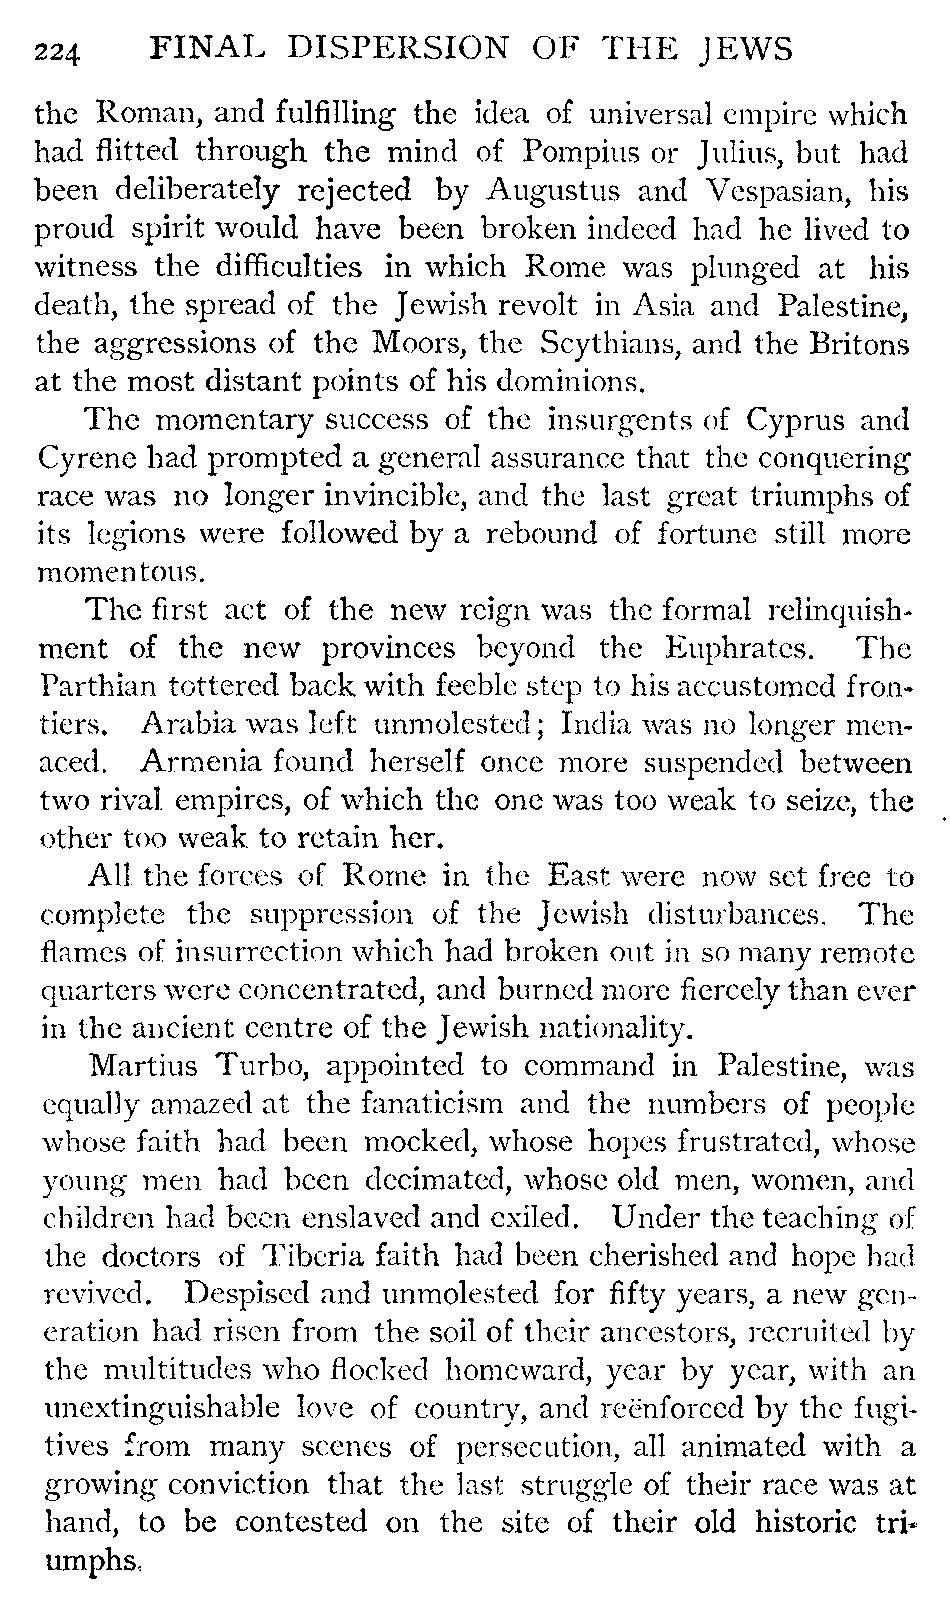 224 FINAL DISPERSION OF THE JEWS
the Roman, and fulfilling the idea of universal empire which
had flitted through the mind of Pompius or Julius, but had
been deliberately rejected by Augustus and Vespasian, his
proud spirit would have been broken indeed had he lived to
witness the difficulties in which Rome was plunged at his
death, the spread of the Jewish revolt in Asia and Palestine,
the aggressions of the Moors, the Scythians, and the Britons
at the most distant points of his dominions.
The momentary success of the insurgents of Cyprus and
Cyrene had prompted a general assurance that the conquering
race was no longer invincible, and the last great triumphs of
its legions were followed by a rebound of fortune still more
momentous.
The first act of the new reign was the formal relinquish-
ment of the new provinces beyond the Euphrates. The
Parthian tottered back with feeble step to his accustomed fron-
tiers. Arabia was left unmolested; India was no longer men-
aced. Armenia found herself once more suspended between
two rival empires, of which the one was too weak to seize, the
other too weak to retain her.
All the forces of Rome in the East were now set free to
complete the suppression of the Jewish disturbances. The
flames of insurrection which had broken out in so many remote
quarters were concentrated, and burned more fiercely than ever
in the ancient centre of the Jewish nationality.
Martius Turbo, appointed to command in Palestine, was
equally amazed at the fanaticism and the numbers of people
whose faith had been mocked, whose hopes frustrated, whose
young men had been decimated, whose old men, women, and
children had been enslaved and exiled. Under the teaching of
the doctors of Tiberia faith had been cherished and hope had
revived. Despised and unmolested for fifty years, a new gen-
eration had risen from the soil of their ancestors, recruited by
the multitudes who flocked homeward, year by year, with an
unextinguishable love of country, and reënforced by the fugi-
tives from many scenes of persecution, all animated with a
growing conviction that the last struggle of their race was at
hand, to be contested on the site of their old historic tri-
umphs.